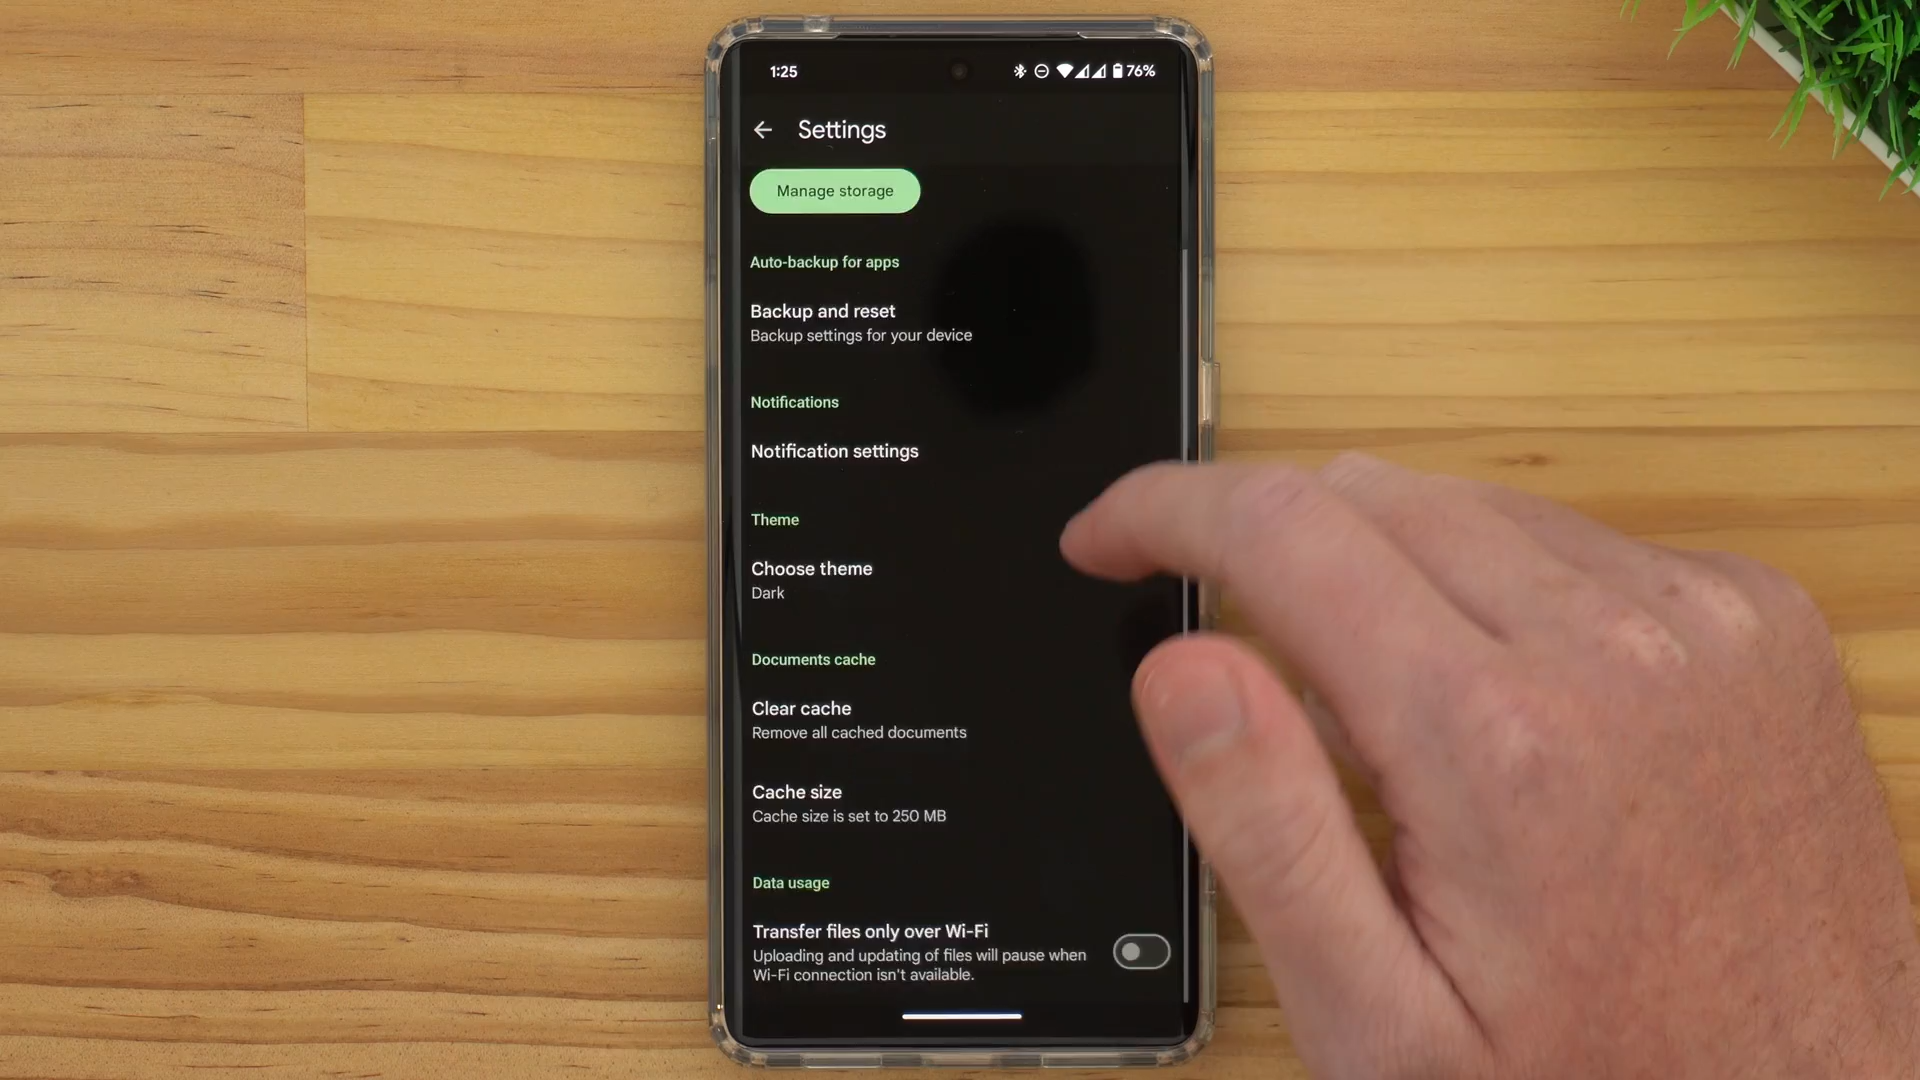 1:25
76%
Settings
Manage storage
Auto-backup for apps
Backup and reset
Backup settings for your device
Notifications
Notification settings
Theme
Choose theme
Dark
Documents cache
Clear cache
Remove all cached documents
Cache size
Cache size is set to 250 MB
Data usage
Transfer files only over Wi-Fi
Uploading and updating of files will pause when
Wi-Fi connection isn't available.